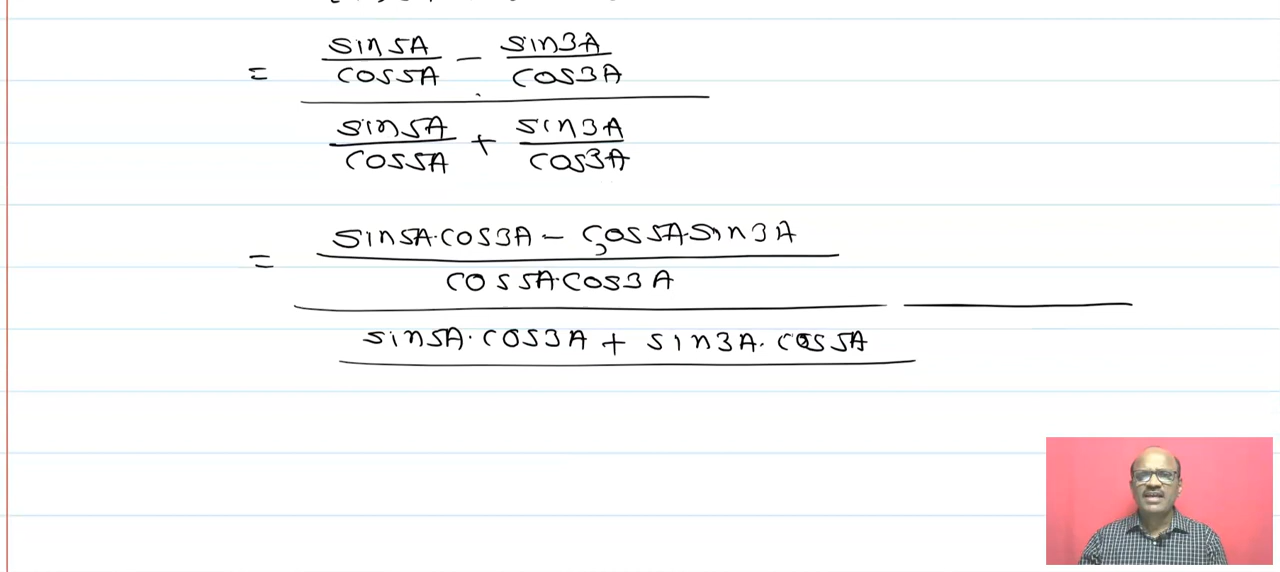 = (sin5A/cos5A − sin3A/cos3A) / (sin5A/cos5A + sin3A/cos3A)
= ((sin5A·cos3A − cos5A·sin3A) / (cos5A·cos3A)) / (sin5A·cos3A + sin3A·cos5A)